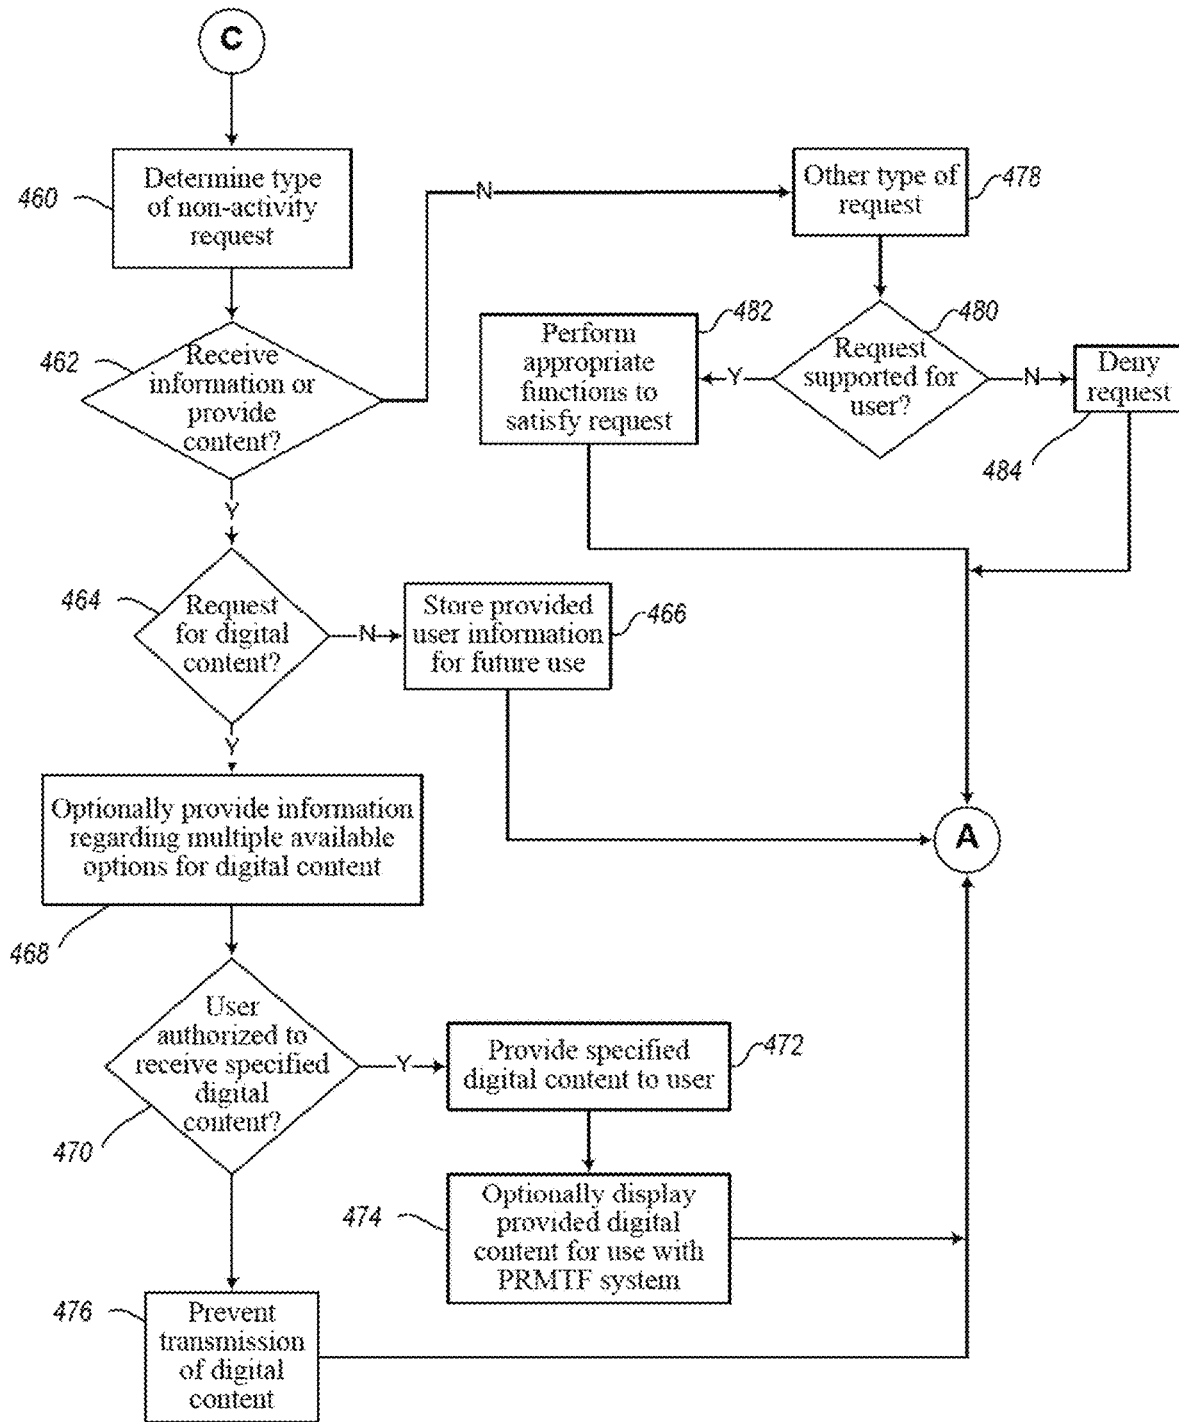 C
460
Determine type
of non-activity
request
N
Other type of
request
478
462
Receive
information or
provide
content?
482
Perform
appropriate
functions to
satisfy request
Y
480
Request
supported for
user?
N
Deny
request
484
Y
464
Request
for digital
content?
N
Store provided
user information
for future use
466
Y
Optionally provide information
regarding multiple available
options for digital content
468
A
User
authorized to
receive specified
digital
content?
470
Y
Provide specified
digital content to user
472
474
Optionally display
provided digital
content for use with
PRMTF system
476
Prevent
transmission
of digital
content